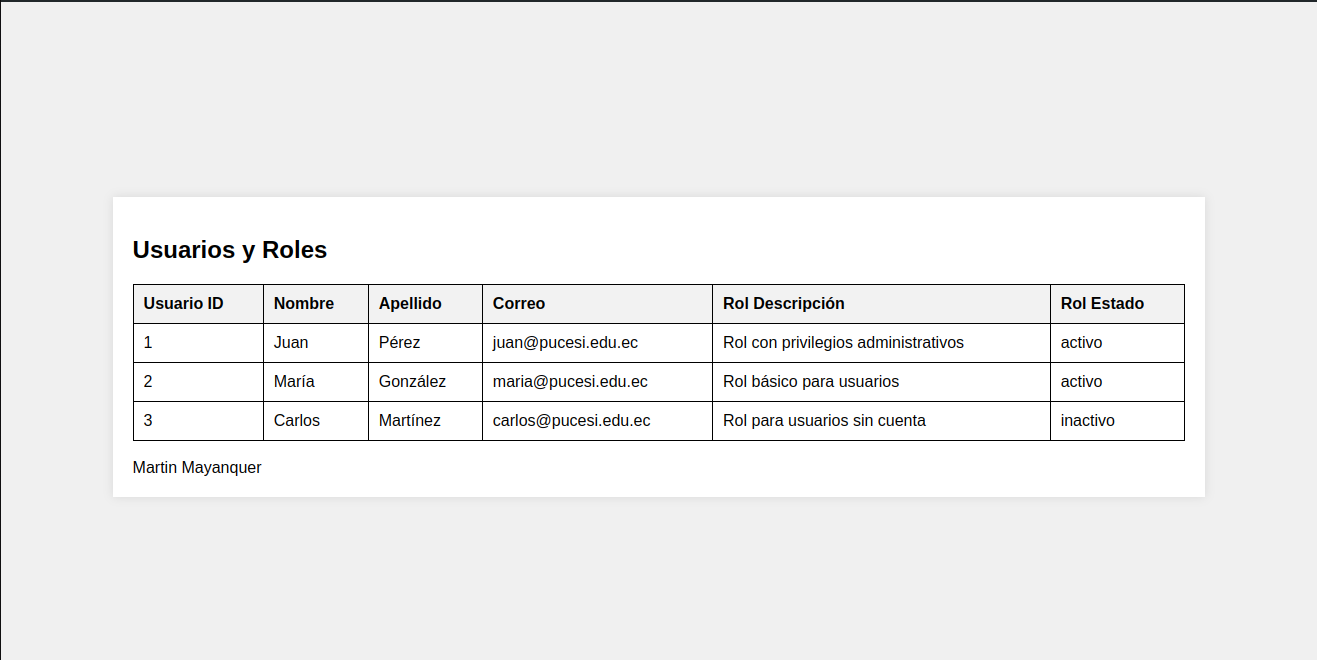 Usuarios y Roles
Usuario ID Nombre Apellido Correo Rol Descripción Rol Estado
1 Juan Pérez juan@pucesi.edu.ec Rol con privilegios administrativos activo
2 María González maria@pucesi.edu.ec Rol básico para usuarios activo
3 Carlos Martínez carlos@pucesi.edu.ec Rol para usuarios sin cuenta inactivo
Martin Mayanquer